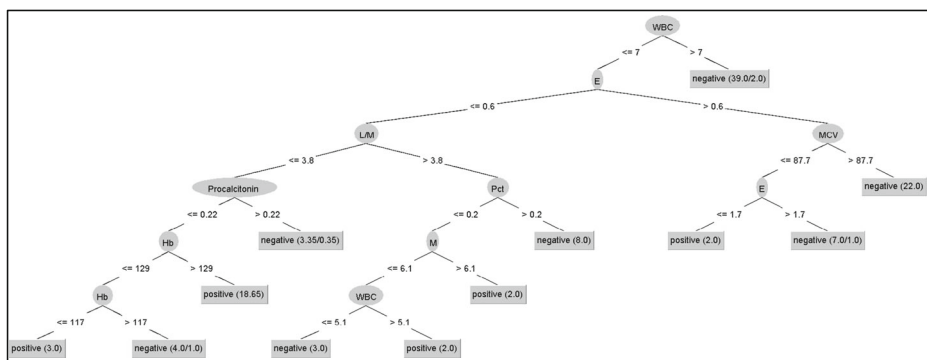 WBC
<= 7 > 7
E negative (39.0/2.0)
<= 0.6 > 0.6
L/M MCV
<= 3.8 > 3.8 <= 87.7 > 87.7
Procalcitonin Pct E negative (22.0)
<= 0.22 > 0.22 <= 0.2 > 0.2 <= 1.7 > 1.7
Hb negative (3.35/0.35) M negative (8.0) positive (2.0) negative (7.0/1.0)
<= 129 > 129 <= 6.1 > 6.1
Hb positive (18.65) WBC positive (2.0)
<= 117 > 117 <= 5.1 > 5.1
positive (3.0) negative (4.0/1.0) negative (3.0) positive (2.0)